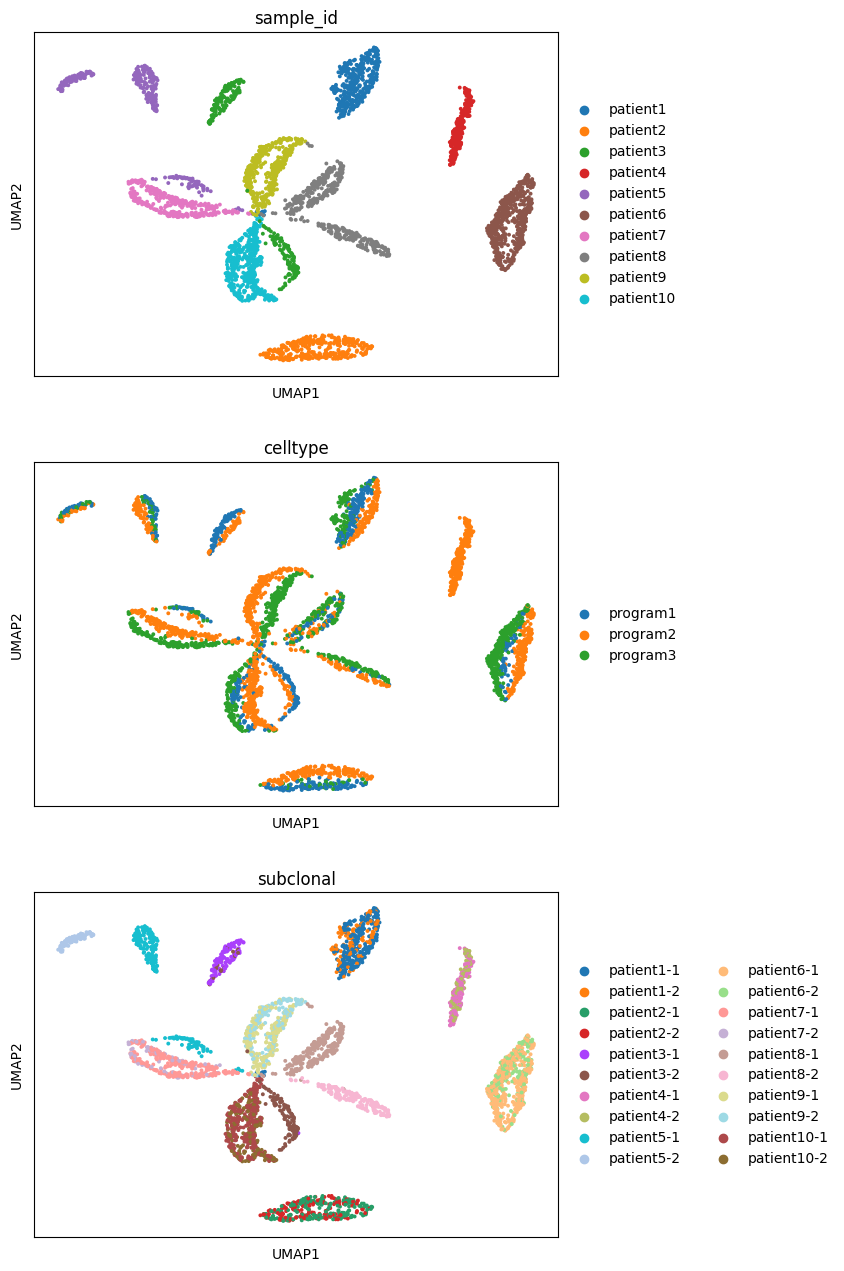 sample_id
UMAP2
UMAP1
patient1
patient2
patient3
patient4
patient5
patient6
patient7
patient8
patient9
patient10
celltype
UMAP2
UMAP1
program1
program2
program3
subclonal
UMAP2
UMAP1
patient1-1
patient1-2
patient2-1
patient2-2
patient3-1
patient3-2
patient4-1
patient4-2
patient5-1
patient5-2
patient6-1
patient6-2
patient7-1
patient7-2
patient8-1
patient8-2
patient9-1
patient9-2
patient10-1
patient10-2